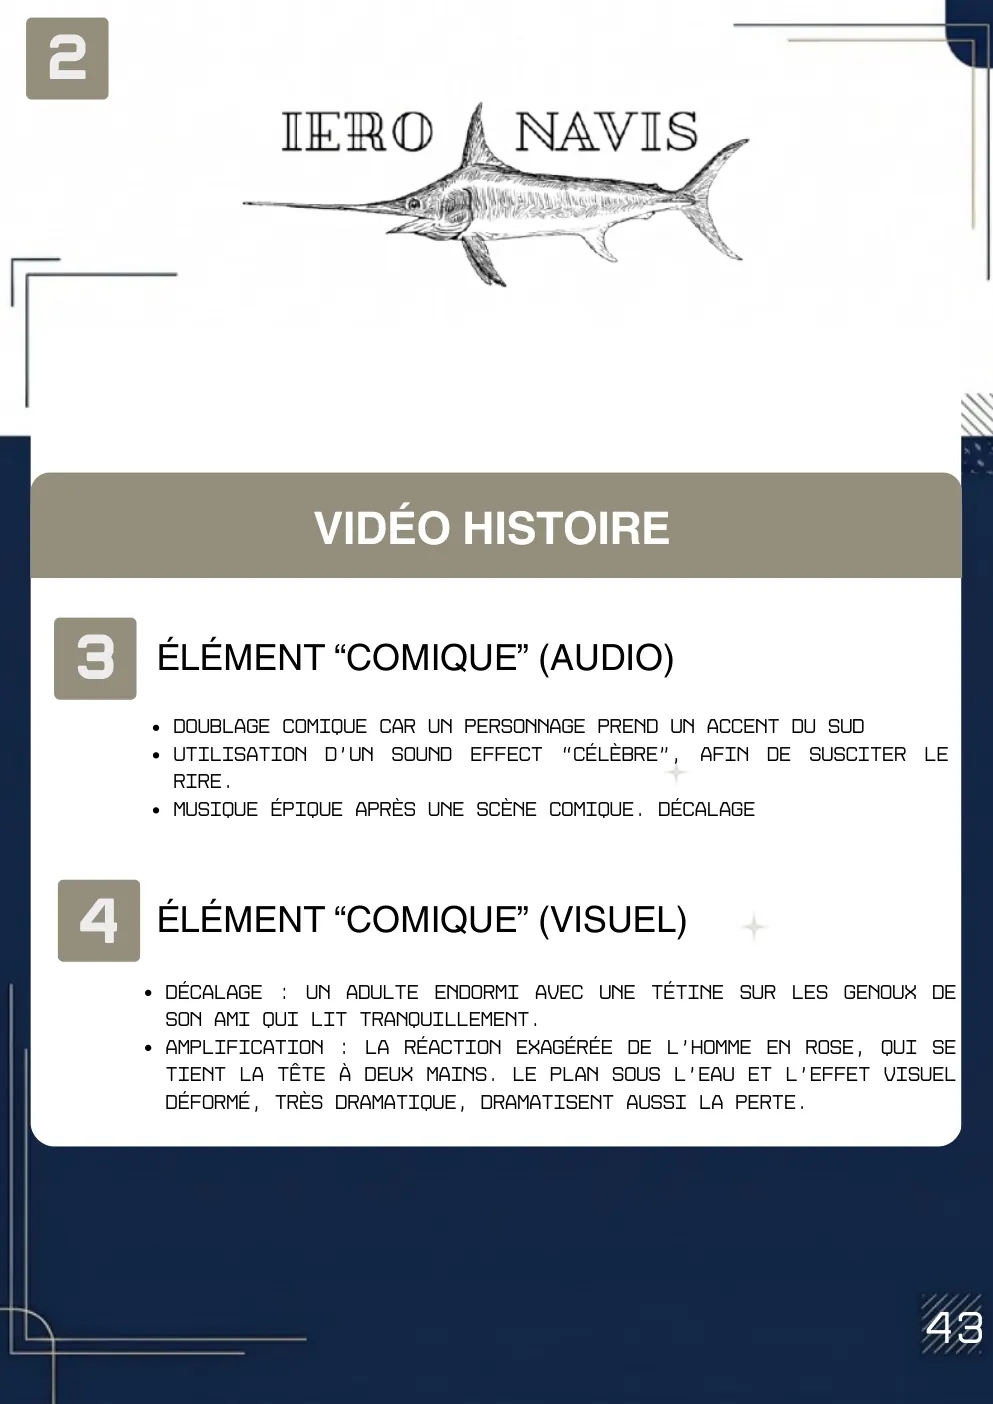 2
IERO NAVIS
VIDÉO HISTOIRE
3
ÉLÉMENT “COMIQUE” (AUDIO)
• DOUBLAGE COMIQUE CAR UN PERSONNAGE PREND UN ACCENT DU SUD
• UTILISATION D'UN SOUND EFFECT “CÉLÈBRE”, AFIN DE SUSCITER LE
RIRE.
• MUSIQUE ÉPIQUE APRÈS UNE SCÈNE COMIQUE. DÉCALAGE
4
ÉLÉMENT “COMIQUE” (VISUEL)
• DÉCALAGE : UN ADULTE ENDORMI AVEC UNE TÉTINE SUR LES GENOUX DE
SON AMI QUI LIT TRANQUILLEMENT.
• AMPLIFICATION : LA RÉACTION EXAGÉRÉE DE L'HOMME EN ROSE, QUI SE
TIENT LA TÊTE À DEUX MAINS. LE PLAN SOUS L'EAU ET L'EFFET VISUEL
DÉFORMÉ, TRÈS DRAMATIQUE, DRAMATISENT AUSSI LA PERTE.
43